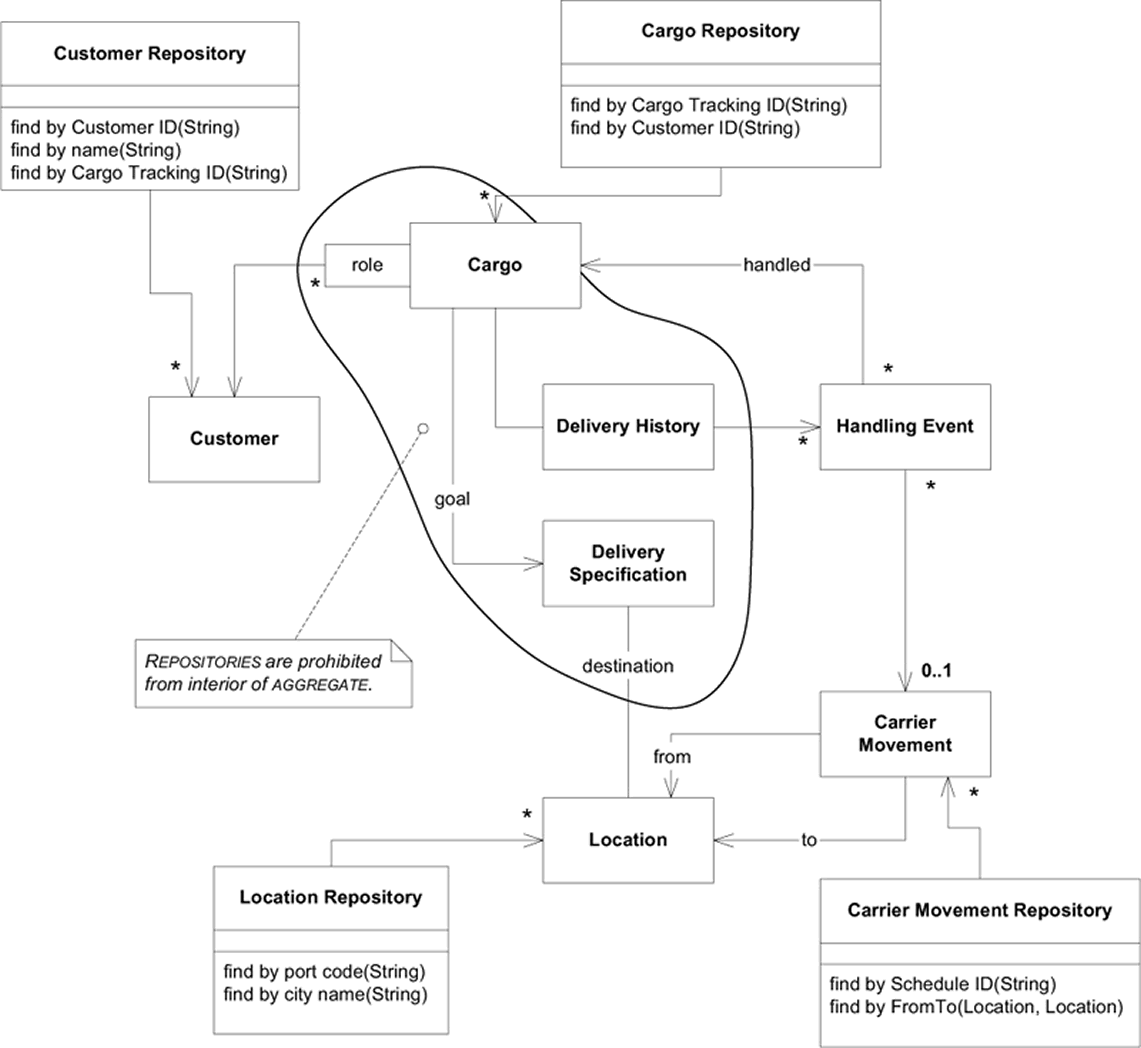 Customer Repository
find by Customer ID(String)
find by name(String)
find by Cargo Tracking ID(String)
Cargo Repository
find by Cargo Tracking ID(String)
find by Customer ID(String)
*
role
*
Cargo
handled
*
*
Customer
Delivery History
*
Handling Event
*
goal
Delivery
Specification
REPOSITORIES are prohibited
from interior of AGGREGATE.
destination
0..1
Carrier
Movement
from
*
*
Location
to
Location Repository
find by port code(String)
find by city name(String)
Carrier Movement Repository
find by Schedule ID(String)
find by FromTo(Location, Location)